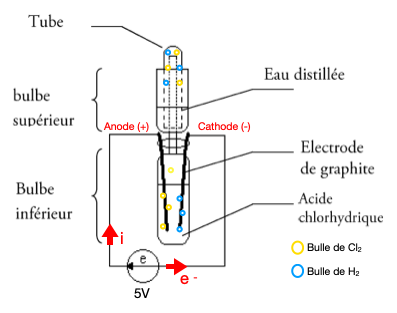 Tube
Eau distillée
bulbe
supérieur
Anode (+)
Cathode (-)
Electrode
de graphite
Bulbe
inférieur
Acide
chlorhydrique
Bulle de Cl₂
Bulle de H₂
i
e
e -
5V